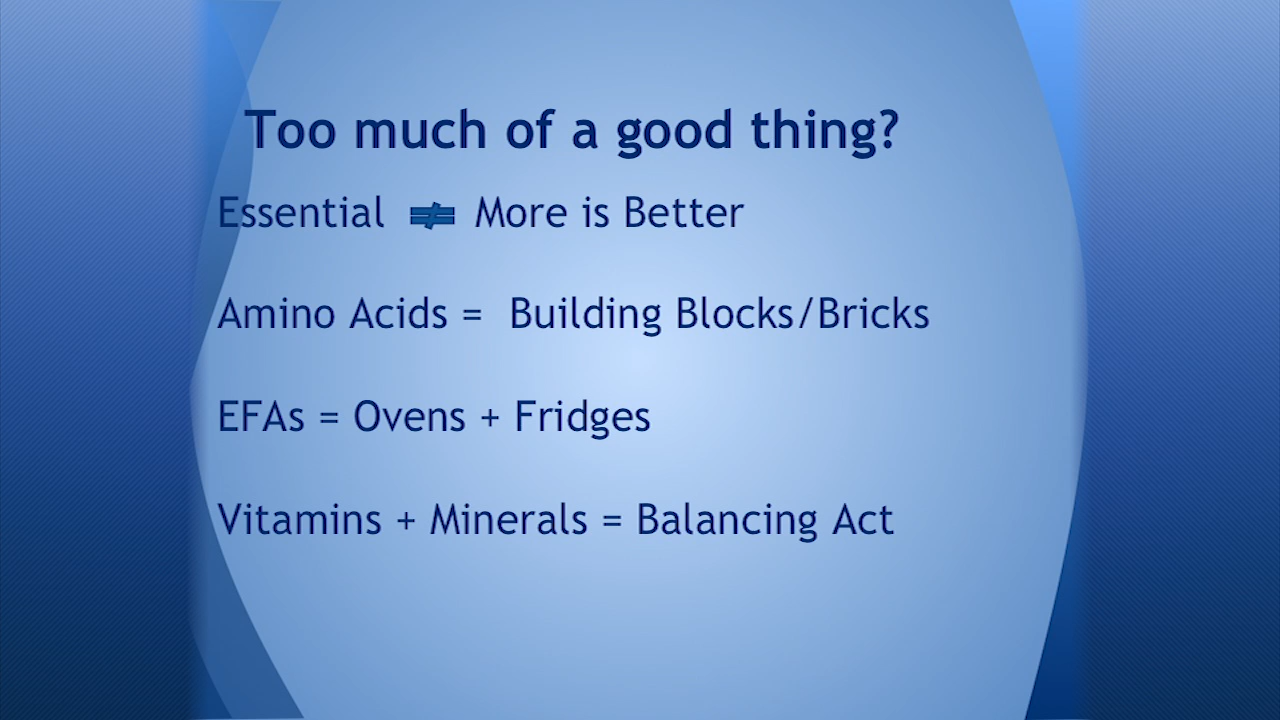 Too much of a good thing?
Essential ≠ More is Better
Amino Acids = Building Blocks/Bricks
EFAs = Ovens + Fridges
Vitamins + Minerals = Balancing Act